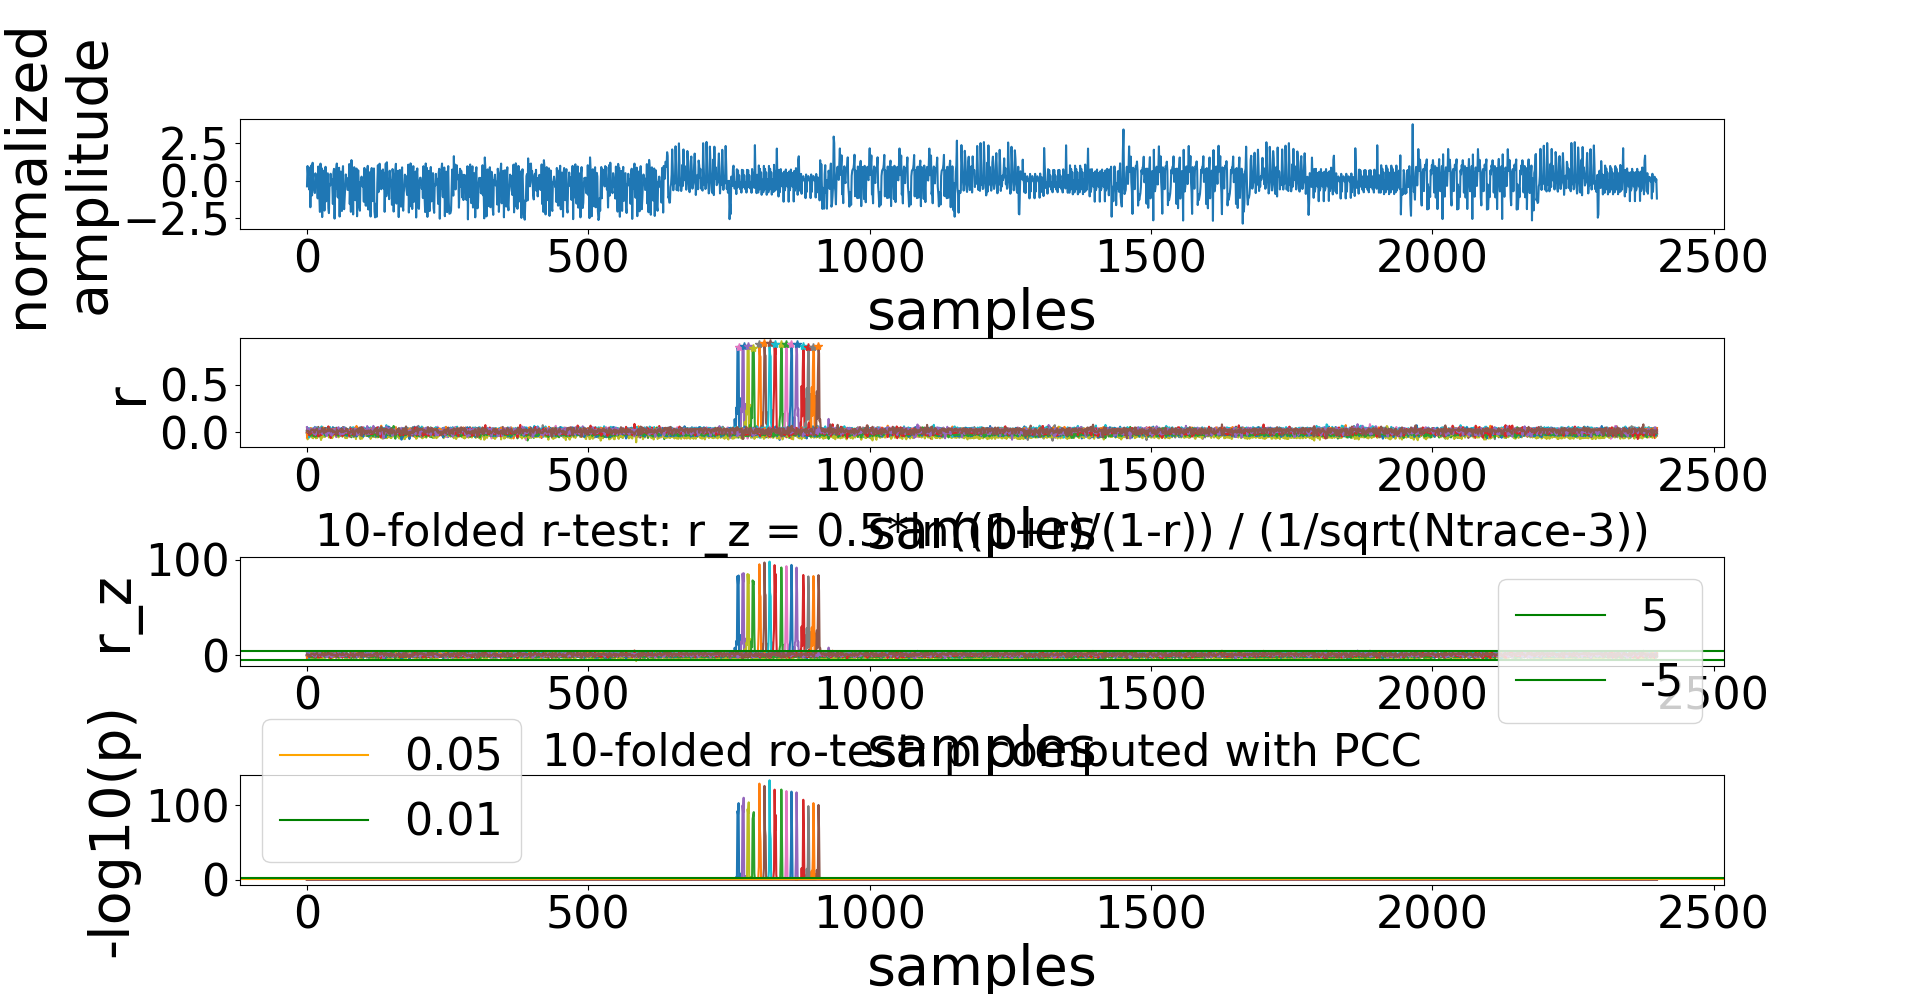 normalized
amplitude
2.5
0.0
−2.5
0 500 1000 1500 2000 2500
samples
r
0.5
0.0
0 500 1000 1500 2000 2500
samples
10-folded r-test: r_z = 0.5*ln((1+r)/(1-r)) / (1/sqrt(Ntrace-3))
r_z
100
0
5
-5
0 500 1000 1500 2000 2500
samples
10-folded ro-test: p computed with PCC
-log10(p)
100
0
0.05
0.01
0 500 1000 1500 2000 2500
samples